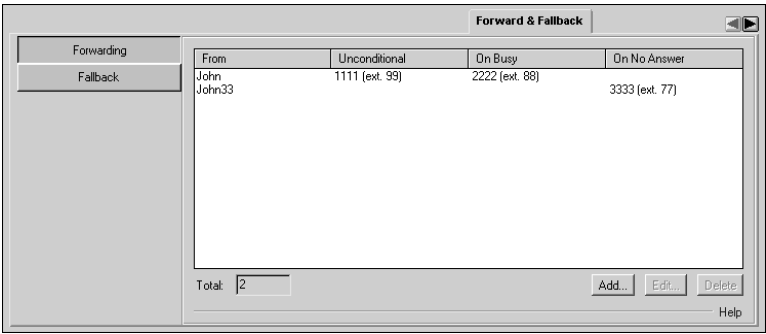 Forward & Fallback
Forwarding
Fallback
From Unconditional On Busy On No Answer
John 1111 (ext. 99) 2222 (ext. 88)
John33 3333 (ext. 77)
Total: 2
Add... Edit... Delete
Help